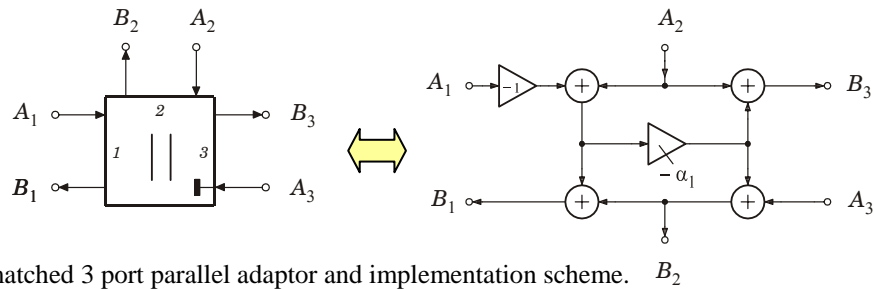 B2 A2 A2
A1 2 B3 A1 -1 + + B3
1 3
B1 A3 - α1
B1 + + A3
natched 3 port parallel adaptor and implementation scheme. B2